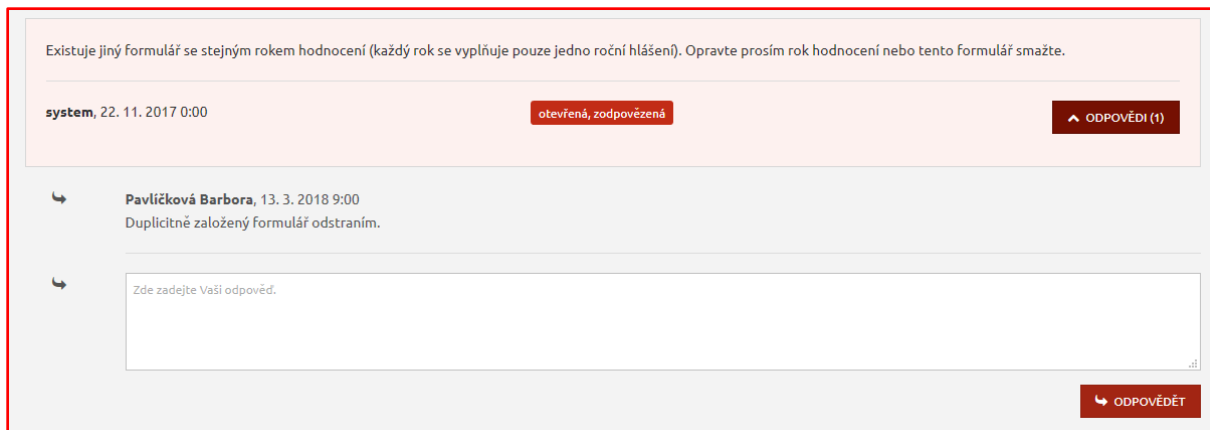 Existuje jiný formulář se stejným rokem hodnocení (každý rok se vyplňuje pouze jedno roční hlášení). Opravte prosím rok hodnocení nebo tento formulář smažte.
system, 22. 11. 2017 0:00
otevřená, zodpovězená
ODPOVĚDI (1)
Pavlíčková Barbora, 13. 3. 2018 9:00
Duplicitně založený formulář odstraním.
Zde zadejte Vaši odpověď.
ODPOVĚDĚT